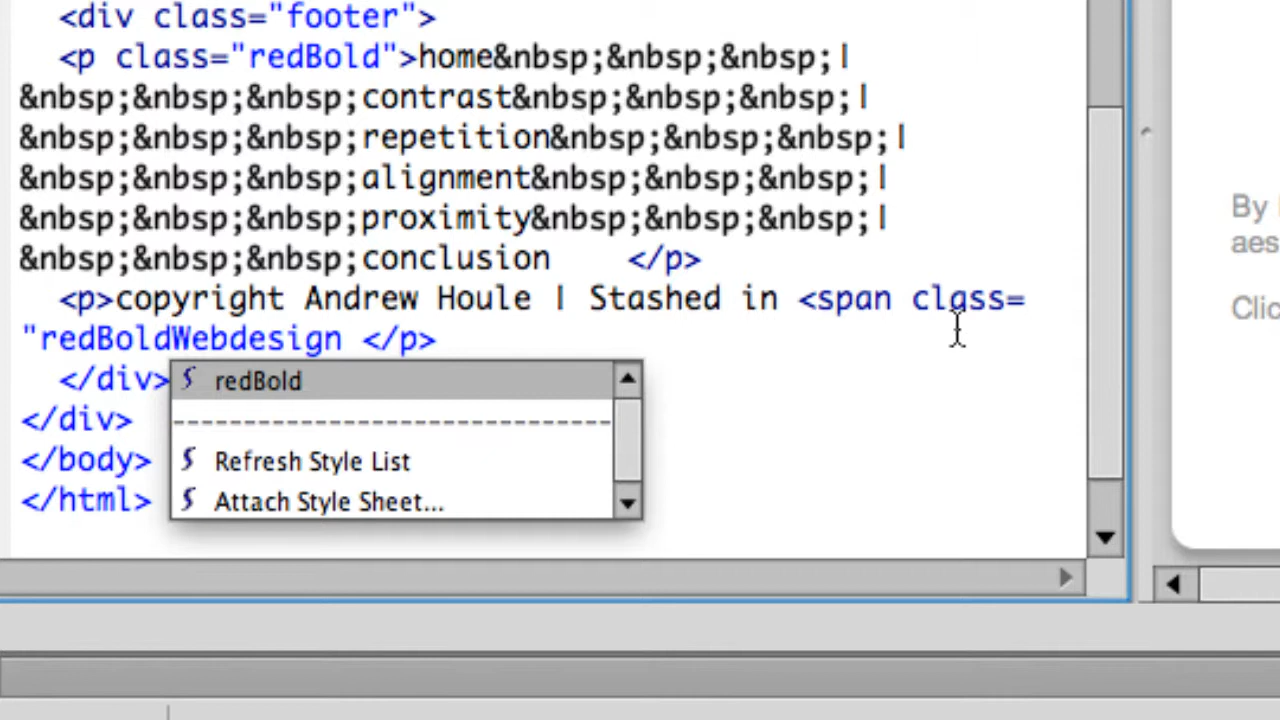 <div class="footer">
<p class="redBold">home&nbsp;&nbsp;&nbsp;|
&nbsp;&nbsp;&nbsp;contrast&nbsp;&nbsp;&nbsp;|
&nbsp;&nbsp;&nbsp;repetition&nbsp;&nbsp;&nbsp;|
&nbsp;&nbsp;&nbsp;alignment&nbsp;&nbsp;&nbsp;|
&nbsp;&nbsp;&nbsp;proximity&nbsp;&nbsp;&nbsp;|
&nbsp;&nbsp;&nbsp;conclusion    </p>
<p>copyright Andrew Houle | Stashed in <span class=
"redBoldWebdesign </p>
</div>
</div>
</body>
</html>
redBold
Refresh Style List
Attach Style Sheet...
By
aes
Clic